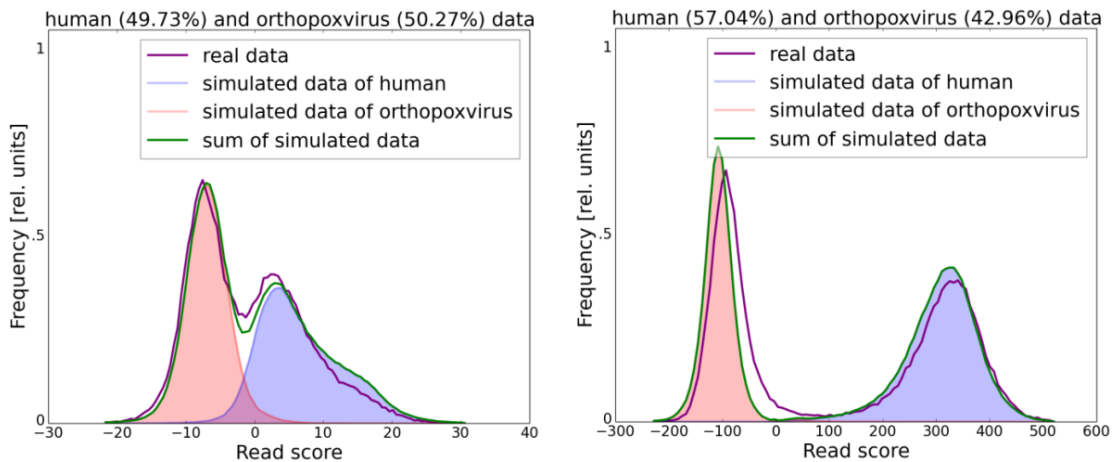 human (49.73%) and orthopoxvirus (50.27%) data
1
.5
0
Frequency [rel. units]
real data
simulated data of human
simulated data of orthopoxvirus
sum of simulated data
−30 −20 −10 0 10 20 30 40
Read score
human (57.04%) and orthopoxvirus (42.96%) data
1
.5
0
Frequency [rel. units]
real data
simulated data of human
simulated data of orthopoxvirus
sum of simulated data
−300 −200 −100 0 100 200 300 400 500 600
Read score